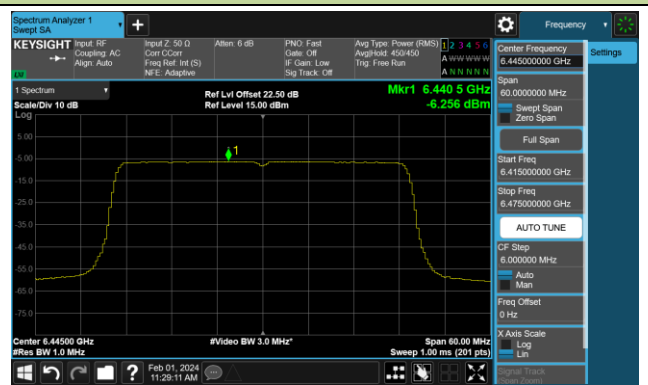 Spectrum Analyzer 1
Swept SA
Frequency
KEYSIGHT
Input: RF
Coupling: AC
Align: Auto
Input Z: 50 Ω
Corr CCorr
Freq Ref: Int (S)
NFE: Adaptive
Atten: 6 dB
PNO: Fast
Gate: Off
IF Gain: Low
Sig Track: Off
Avg Type: Power (RMS)
Avg|Hold: 450/450
Trig: Free Run
1 2 3 4 5 6
A W W W W W
A N N N N N
LM
1 Spectrum
Scale/Div 10 dB
Log
Ref Lvl Offset 22.50 dB
Ref Level 15.00 dBm
Mkr1 6.440 5 GHz
-6.256 dBm
5.00
-5.00
-15.0
-25.0
-35.0
-45.0
-55.0
-65.0
-75.0
1
Center 6.44500 GHz
#Res BW 1.0 MHz
#Video BW 3.0 MHz*
Span 60.00 MHz
Sweep 1.00 ms (201 pts)
Center Frequency
6.445000000 GHz
Settings
Span
60.0000000 MHz
Swept Span
Zero Span
Full Span
Start Freq
6.415000000 GHz
Stop Freq
6.475000000 GHz
AUTO TUNE
CF Step
6.000000 MHz
Auto
Man
Freq Offset
0 Hz
X Axis Scale
Log
Lin
Signal Track
(Span Zoom)
Feb 01, 2024
11:29:11 AM